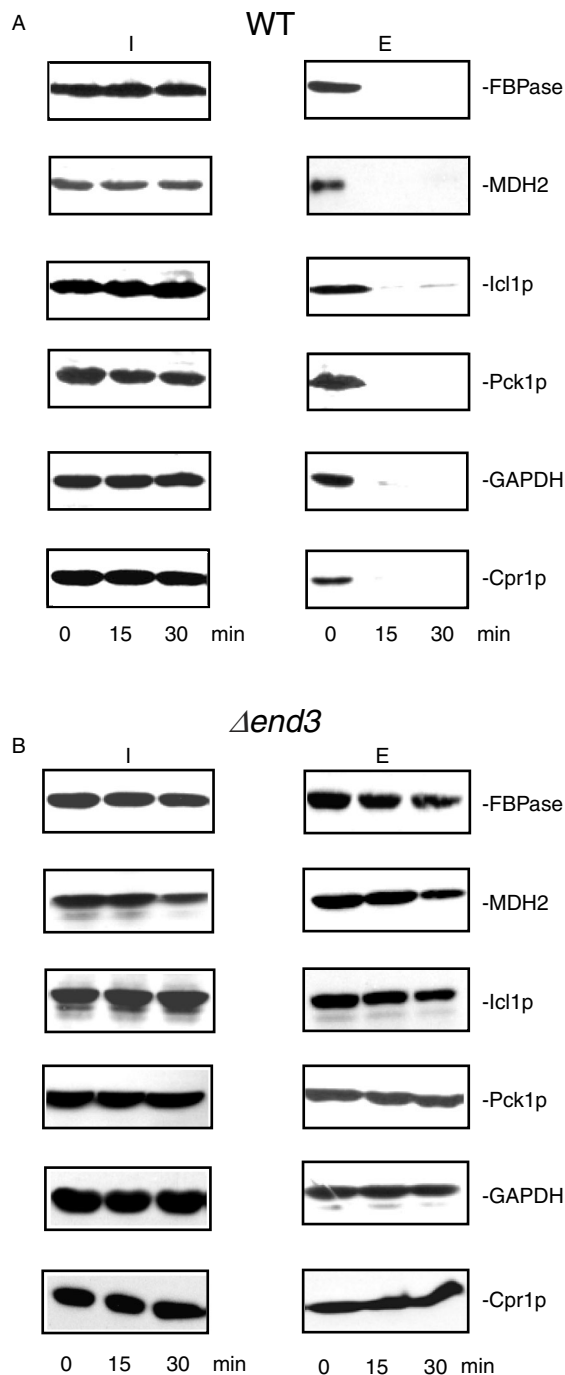 A
WT
I E
-FBPase
-MDH2
-Icl1p
-Pck1p
-GAPDH
-Cpr1p
0 15 30 min 0 15 30 min
Δend3
B
I E
-FBPase
-MDH2
-Icl1p
-Pck1p
-GAPDH
-Cpr1p
0 15 30 min 0 15 30 min